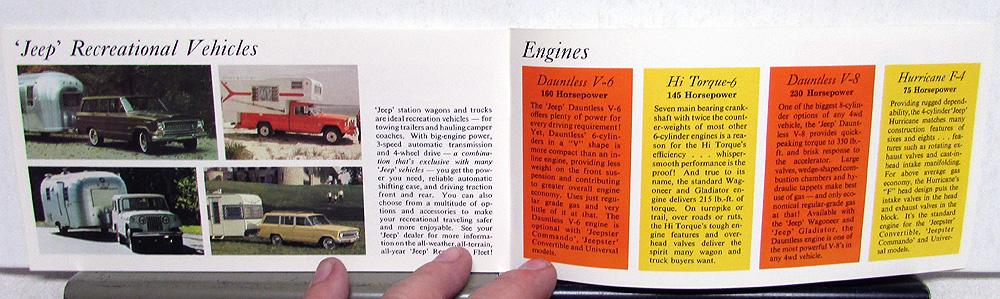 'Jeep' Recreational Vehicles
'Jeep' station wagons and trucks
are ideal recreation vehicles — for
towing trailers and hauling camper
coaches. With big-engine power,
3-speed automatic transmission
and 4-wheel drive — a combina-
tion that's exclusive with many
'Jeep' vehicles — you get the pow-
er you need, reliable automatic
shifting ease, and driving traction
front and rear. You can also
choose from a multitude of op-
tions and accessories to make
your recreational traveling safer
and more enjoyable. See your
'Jeep' dealer for more informa-
tion on the all-weather, all-terrain,
all-year 'Jeep' Fleet!
Engines
Dauntless V-6
160 Horsepower
The 'Jeep' Dauntless V-6
offers plenty of power for
every driving requirement!
Yet, Dauntless' 6-cylin-
ders in a "V" shape is
more compact than an in-
line engine, providing less
weight on the front sus-
pension and contributing
to greater overall engine
economy. Uses just regu-
lar grade gas and very
little of it at that. The
Dauntless V-6 engine is
optional with 'Jeepster
Commando', 'Jeepster'
Convertible and Universal
models.
Hi Torque-6
145 Horsepower
Seven main bearing crank-
shaft with twice the count-
er-weights of most other
6-cylinder engines is a rea-
son for the Hi Torque's
efficiency . . . whisper-
smooth performance is the
proof! And true to its
name, the standard Wag-
oneer and Gladiator en-
gine delivers 215 lb.-ft. of
torque. On turnpike or
trail, over roads or ruts,
the Hi Torque's tough en-
gine features and over-
head valves deliver the
spirit many wagon and
truck buyers want.
Dauntless V-8
230 Horsepower
One of the biggest 8-cylin-
der options of any 4wd
vehicle, the 'Jeep' Daunt-
less V-8 provides quick-
peaking torque to 350 lb.-
ft. and brisk response to
the accelerator. Large
valves, wedge-shaped com-
bustion chambers and hy-
draulic tappets make best
use of gas — and only eco-
nomical regular-grade gas
at that! Available with
the 'Jeep' Wagoneer and
'Jeep' Gladiator, the
Dauntless engine is one of
the most powerful V-8's in
any 4wd vehicle.
Hurricane F-4
75 Horsepower
Providing rugged depend-
ability, the 4-cylinder 'Jeep'
Hurricane matches many
construction features of
sixes and eights . . . fea-
tures such as rotating ex-
haust valves and cast-in-
head intake manifolding.
For above average gas
economy, the Hurricane's
"F" head design puts the
intake valves in the head
and exhaust valves in the
block. It's the standard
engine for the 'Jeepster'
Convertible, 'Jeepster
Commando' and Univer-
sal models.